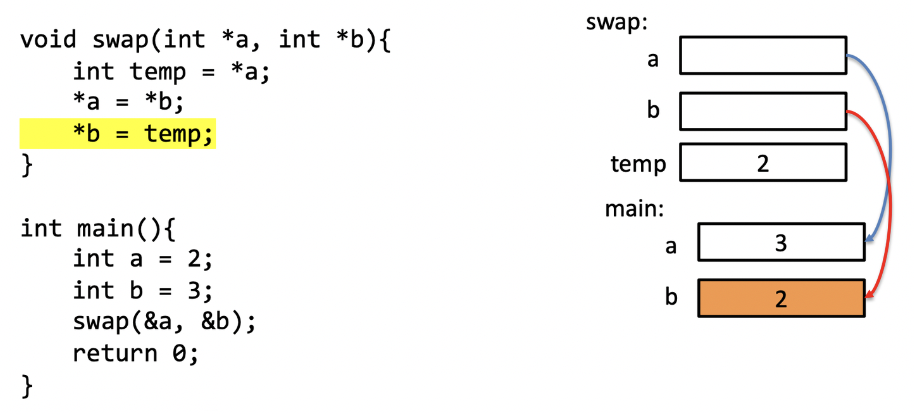 void swap(int *a, int *b){
    int temp = *a;
    *a = *b;
    *b = temp;
}

int main(){
    int a = 2;
    int b = 3;
    swap(&a, &b);
    return 0;
}
swap:
a
b
temp 2
main:
a 3
b 2